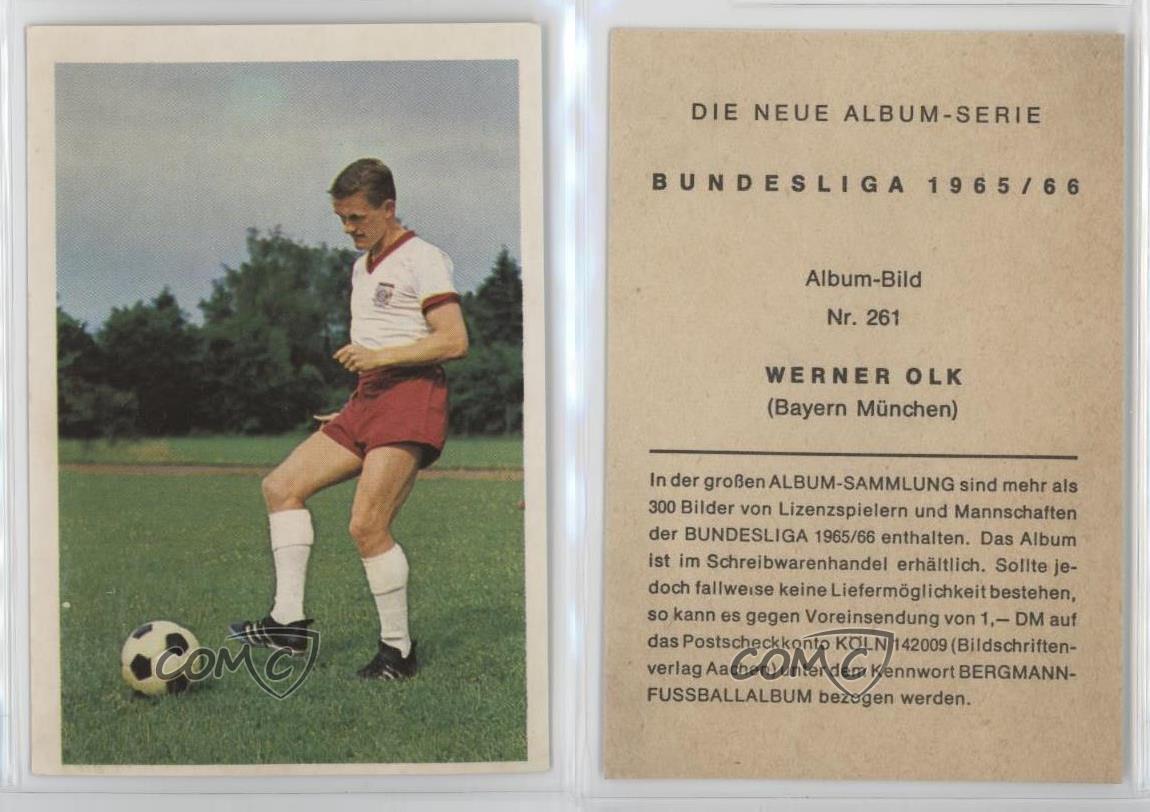 DIE NEUE ALBUM-SERIE
BUNDESLIGA 1965/66
Album-Bild
Nr. 261
WERNER OLK
(Bayern München)
In der großen ALBUM-SAMMLUNG sind mehr als
300 Bilder von Lizenzspielern und Mannschaften
der BUNDESLIGA 1965/66 enthalten. Das Album
ist im Schreibwarenhandel erhältlich. Sollte je-
doch fallweise keine Liefermöglichkeit bestehen,
so kann es gegen Voreinsendung von 1,— DM auf
das Postscheckkonto KÖLN 142009 (Bildschriften-
verlag Aachen) unter dem Kennwort BERGMANN-
FUSSBALLALBUM bezogen werden.
COMC
COMC